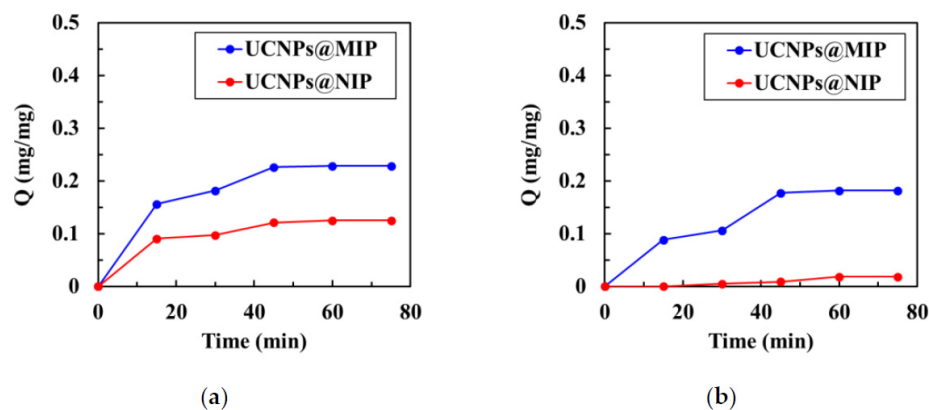 0.5
0.4
0.3
0.2
0.1
0
Q (mg/mg)
UCNPs@MIP
UCNPs@NIP
0 20 40 60 80
Time (min)
(a)
0.5
0.4
0.3
0.2
0.1
0
Q (mg/mg)
UCNPs@MIP
UCNPs@NIP
0 20 40 60 80
Time (min)
(b)